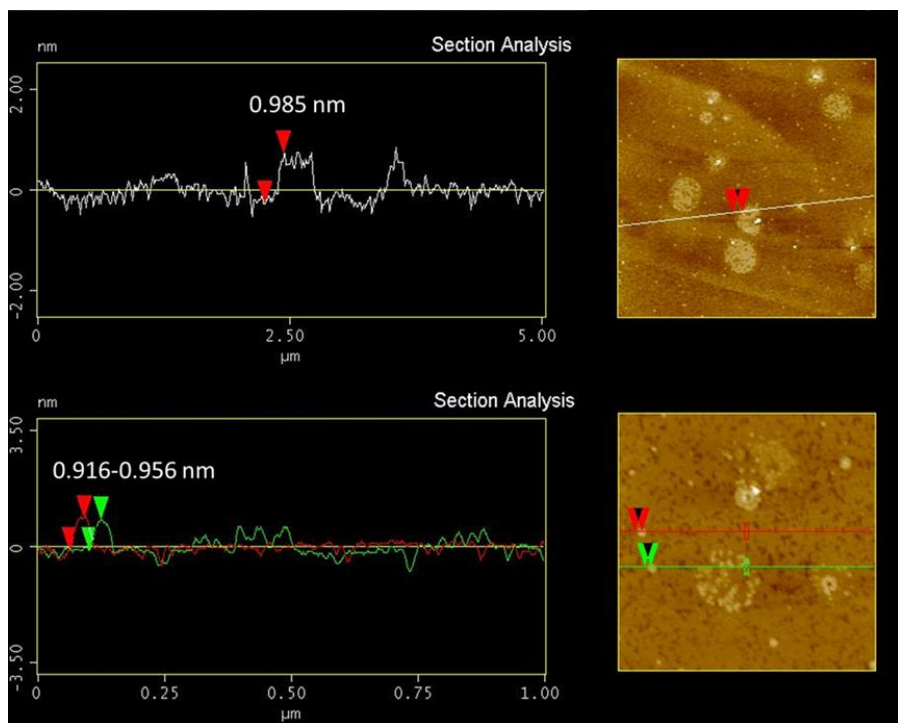 nm
Section Analysis
2.00
0.985 nm
0
-2.00
0
2.50
5.00
µm
nm
Section Analysis
3.50
0.916-0.956 nm
0
-3.50
0
0.25
0.50
0.75
1.00
µm